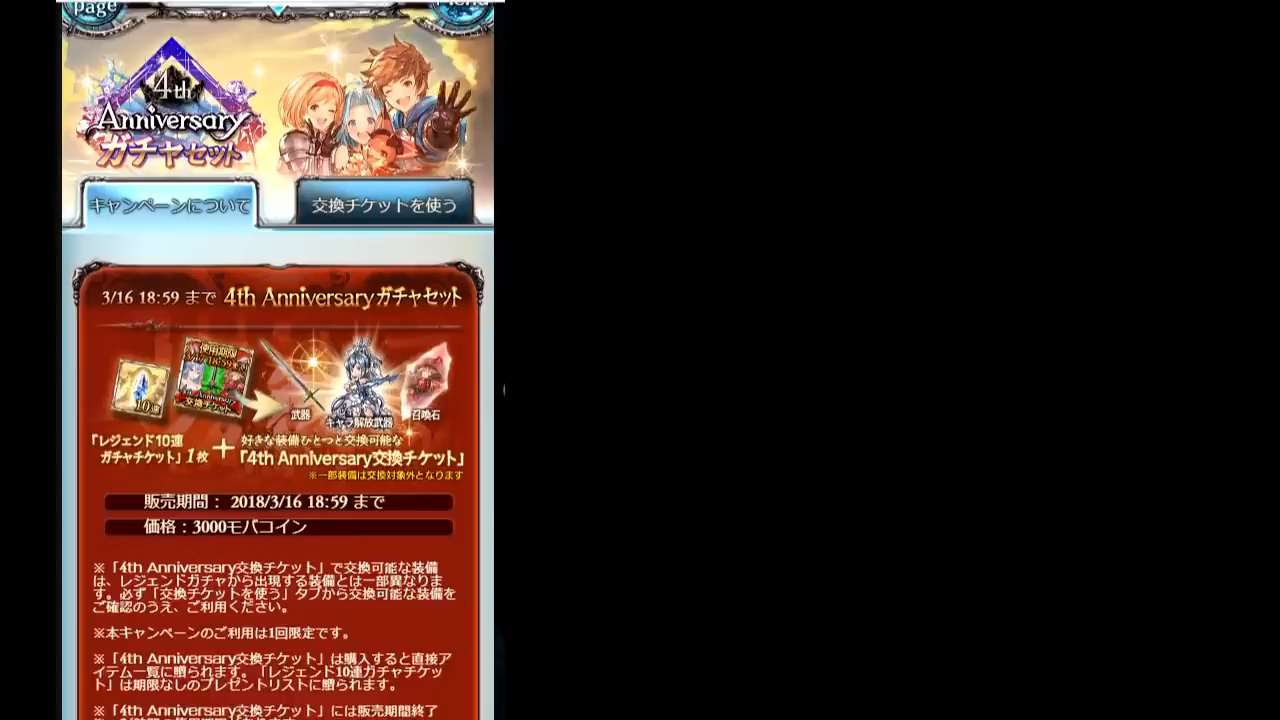 page
Menu
4th
Anniversary
ガチャセット
キャンペーンについて
交換チケットを使う
3/16 18:59 まで 4th Anniversaryガチャセット
使用期限
10連
交換チケット
武器
キャラ解放武器
召喚石
「レジェンド10連
ガチャチケット」1枚
+
好きな装備ひとつと交換可能な
「4th Anniversary交換チケット」
※一部装備は交換対象外となります
販売期間： 2018/3/16 18:59 まで
価格：3000モバコイン
※「4th Anniversary交換チケット」で交換可能な装備
は、レジェンドガチャから出現する装備とは一部異なりま
す。必ず「交換チケットを使う」タブから交換可能な装備を
ご確認のうえ、ご利用ください。
※本キャンペーンのご利用は1回限定です。
※「4th Anniversary交換チケット」は購入すると直接ア
イテム一覧に贈られます。「レジェンド10連ガチャチケッ
ト」は期限なしのプレゼントリストに贈られます。
※「4th Anniversary交換チケット」には販売期間終了